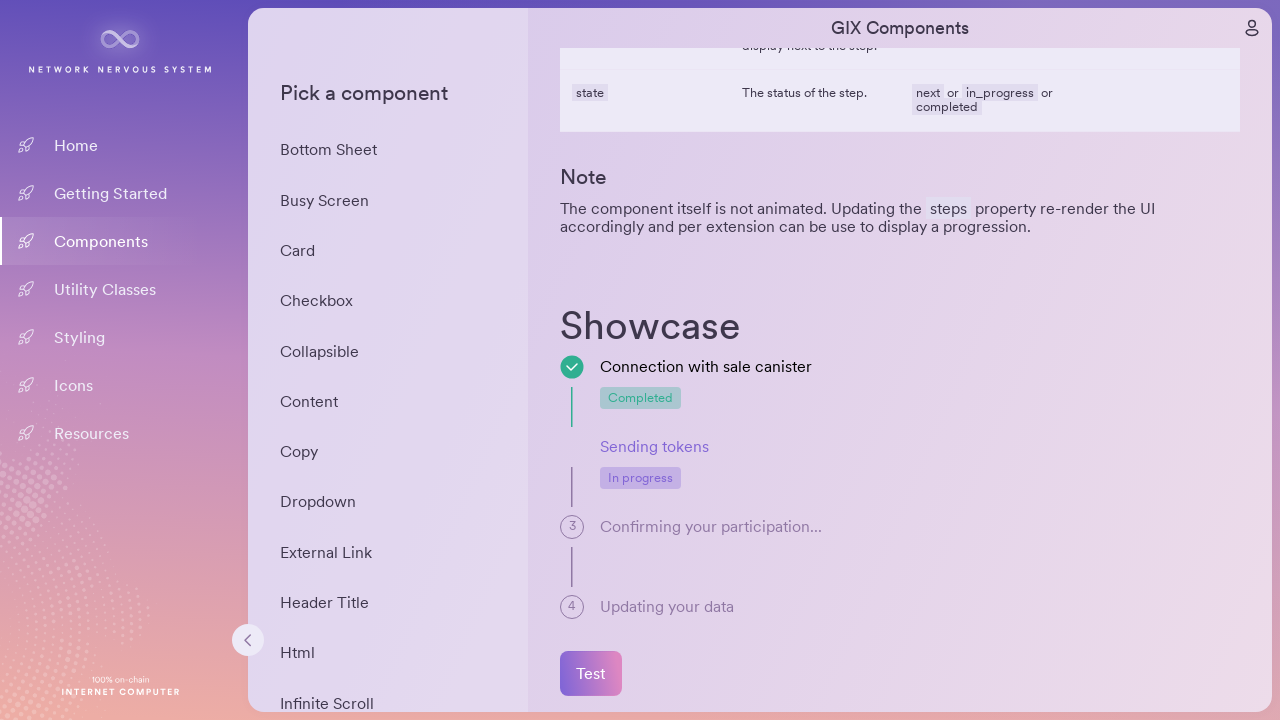 NETWORK NERVOUS SYSTEM
Home
Getting Started
Components
Utility Classes
Styling
Icons
Resources
100% on-chain
INTERNET COMPUTER
Pick a component
Bottom Sheet
Busy Screen
Card
Checkbox
Collapsible
Content
Copy
Dropdown
External Link
Header Title
Html
Infinite Scroll
GIX Components
display next to the step.
state The status of the step. next or in_progress or
completed
Note
The component itself is not animated. Updating the steps property re-render the UI
accordingly and per extension can be use to display a progression.
Showcase
Connection with sale canister
Completed
Sending tokens
In progress
3 Confirming your participation...
4 Updating your data
Test